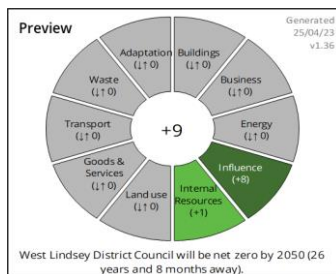 Preview
Generated
25/04/23
v1.36
Adaptation
(↓↑ 0)
Buildings
(↓↑ 0)
Waste
(↓↑ 0)
Business
(↓↑ 0)
Transport
(↓↑ 0)
+9
Energy
(↓↑ 0)
Goods &
Services
(↓↑ 0)
Influence
(+8)
Land use
(↓↑ 0)
Internal
Resources
(+1)
West Lindsey District Council will be net zero by 2050 (26
years and 8 months away).